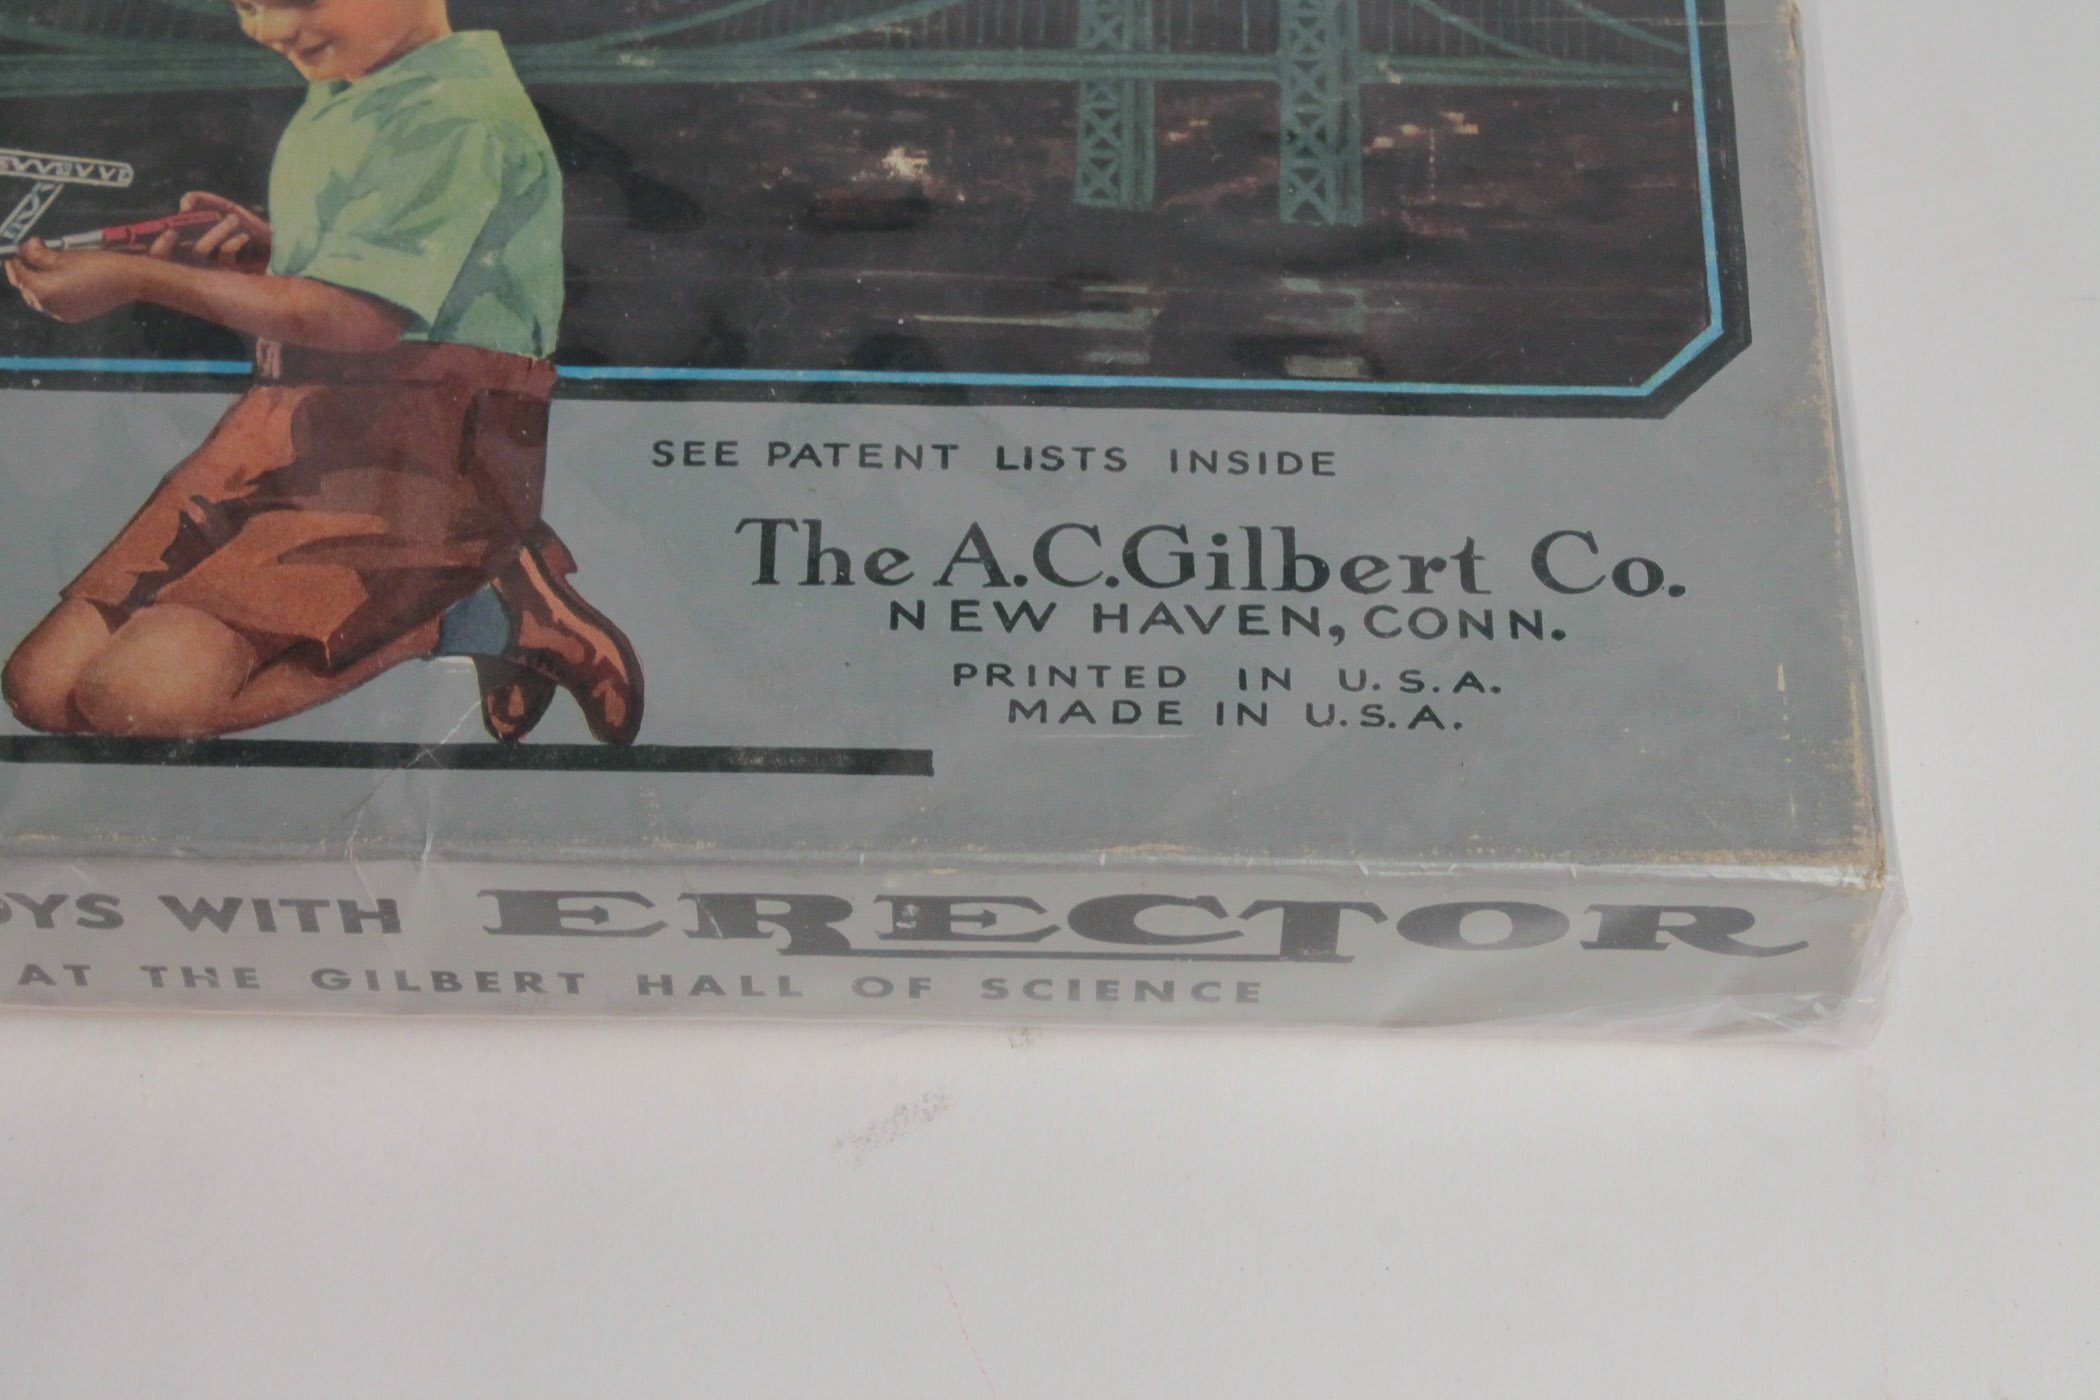 SEE PATENT LISTS INSIDE
The A.C. Gilbert Co.
NEW HAVEN, CONN.
PRINTED IN U.S.A.
MADE IN U.S.A.
WITH ERECTOR
AT THE GILBERT HALL OF SCIENCE